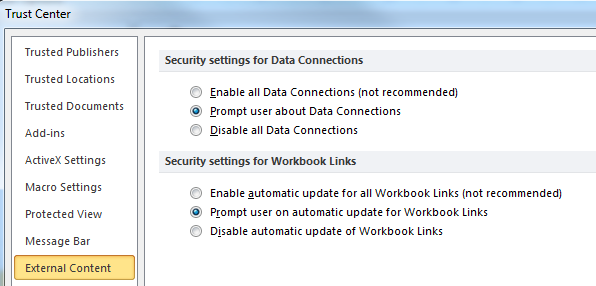 Trust Center
Trusted Publishers
Trusted Locations
Trusted Documents
Add-ins
ActiveX Settings
Macro Settings
Protected View
Message Bar
External Content
Security settings for Data Connections
Enable all Data Connections (not recommended)
Prompt user about Data Connections
Disable all Data Connections
Security settings for Workbook Links
Enable automatic update for all Workbook Links (not recommended)
Prompt user on automatic update for Workbook Links
Disable automatic update of Workbook Links